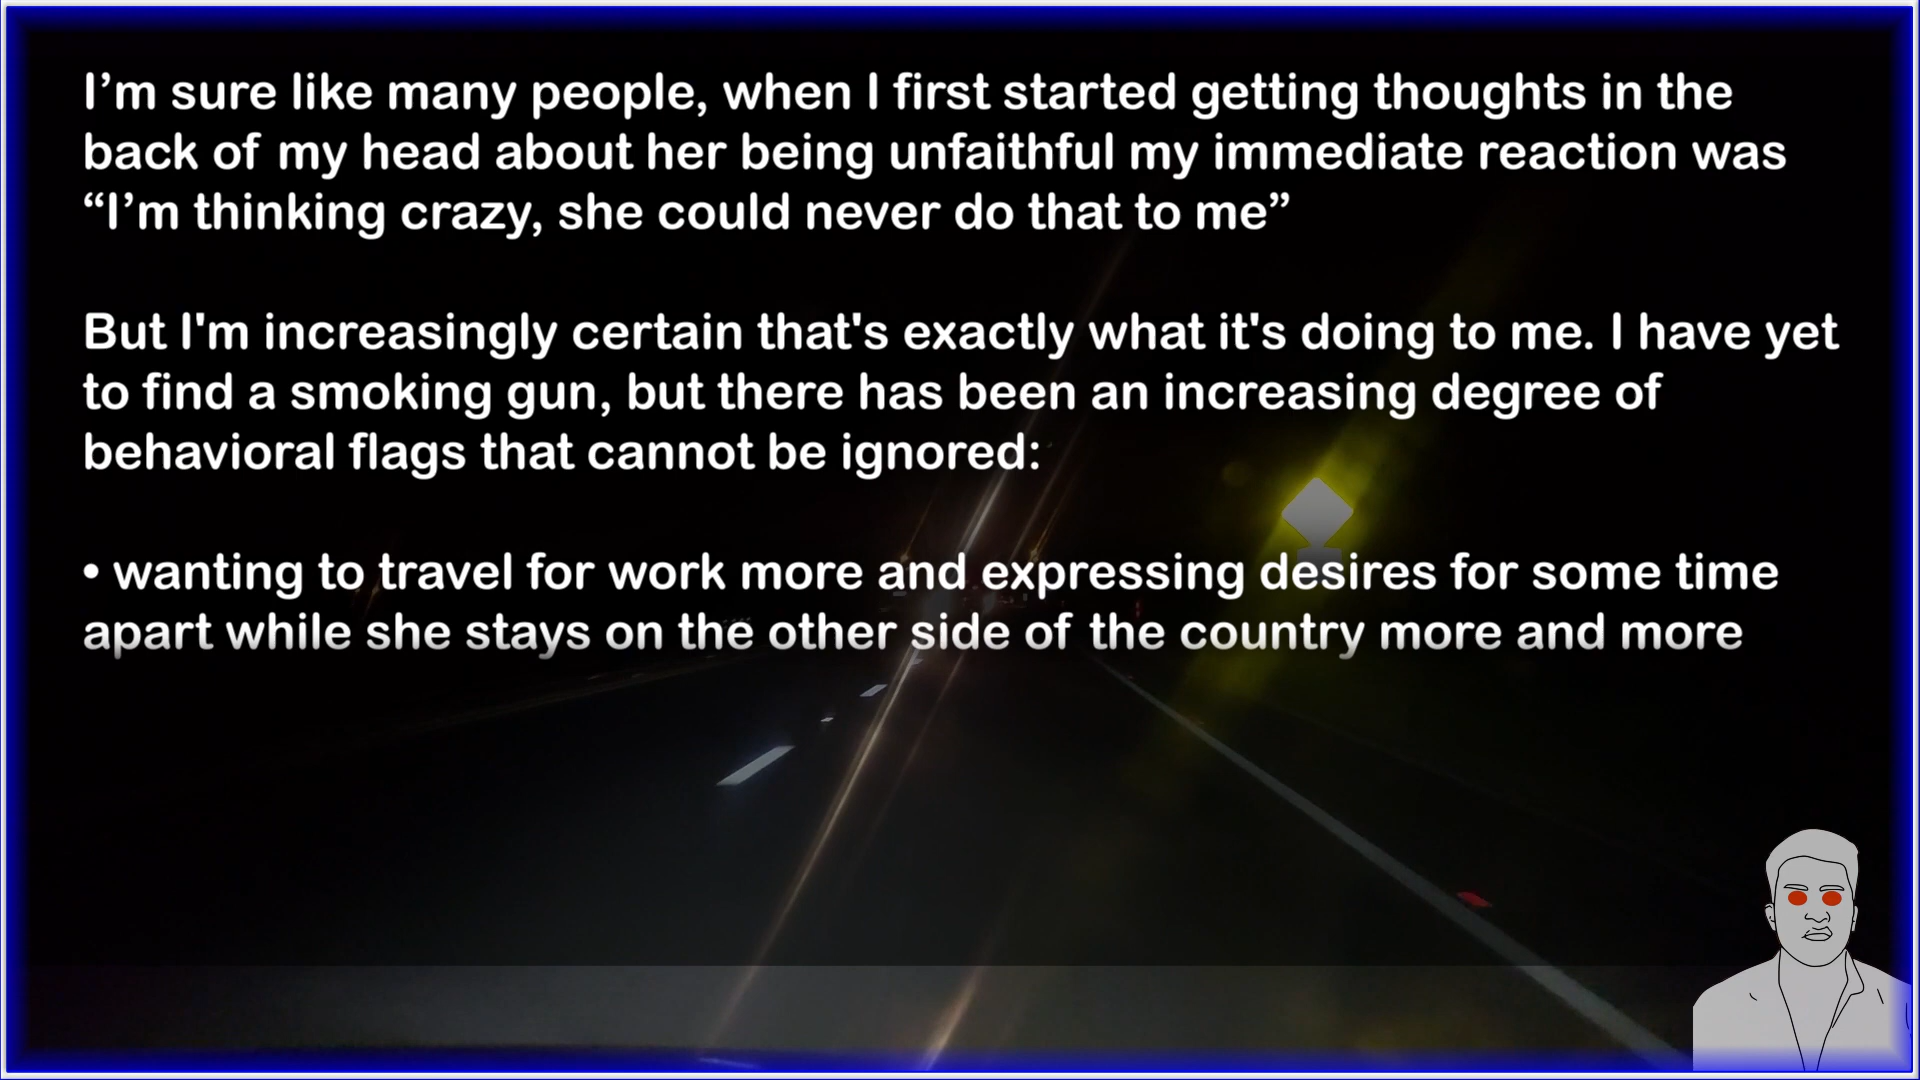 I’m sure like many people, when I first started getting thoughts in the
back of my head about her being unfaithful my immediate reaction was
“I’m thinking crazy, she could never do that to me”
But I'm increasingly certain that's exactly what it's doing to me. I have yet
to find a smoking gun, but there has been an increasing degree of
behavioral flags that cannot be ignored:
• wanting to travel for work more and expressing desires for some time
apart while she stays on the other side of the country more and more